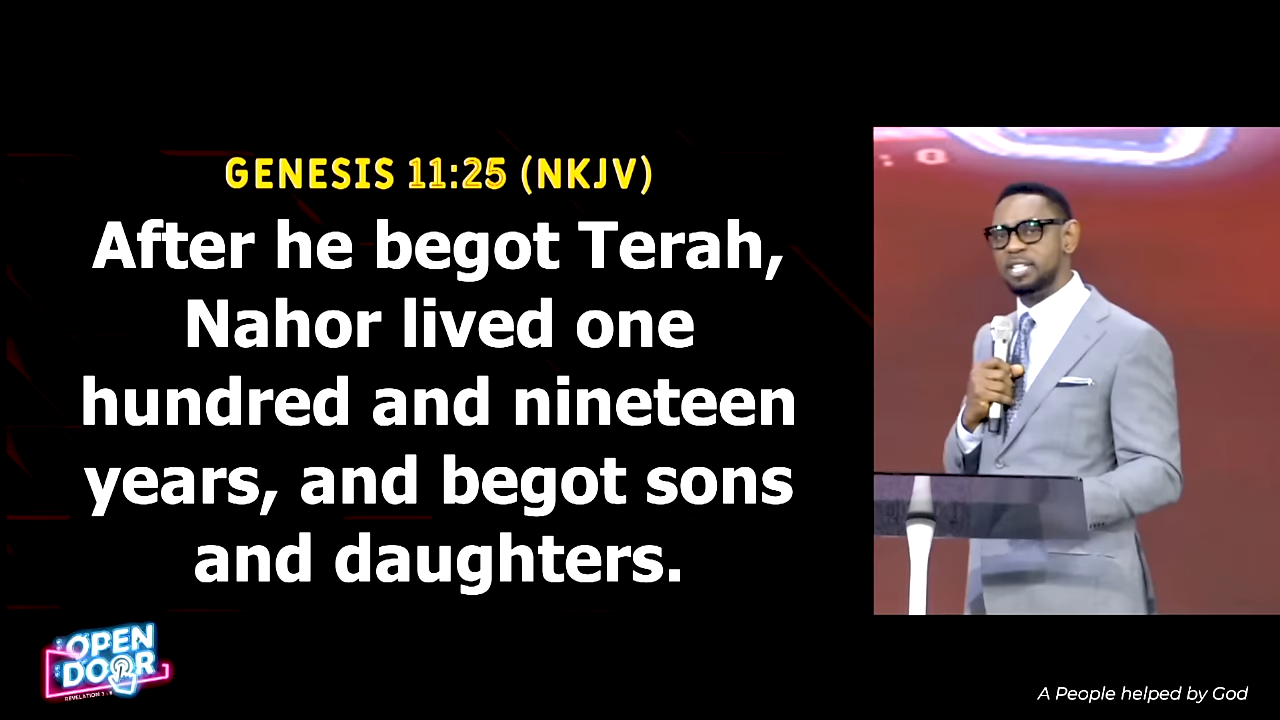 GENESIS 11:25 (NKJV)
After he begot Terah,
Nahor lived one
hundred and nineteen
years, and begot sons
and daughters.
OPEN
DOOR
A People helped by God